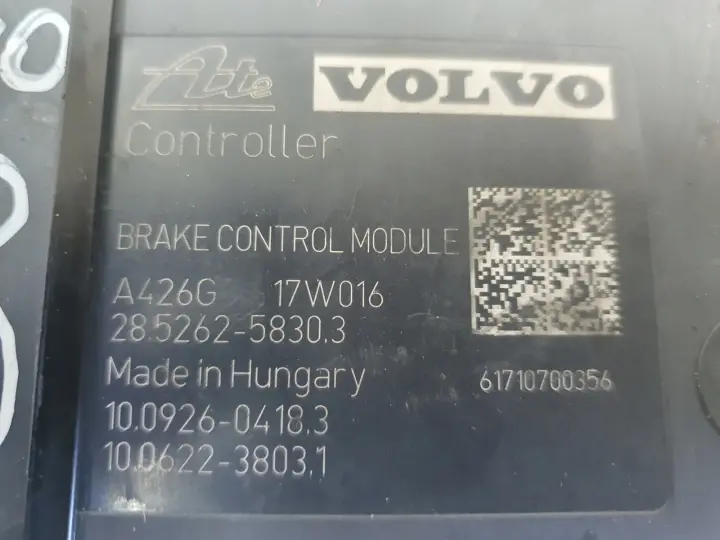 Ate VOLVO
Controller
BRAKE CONTROL MODULE
A426G 17W016
28.5262-5830.3
Made in Hungary 61710700356
10.0926-0418.3
10.0622-3803.1